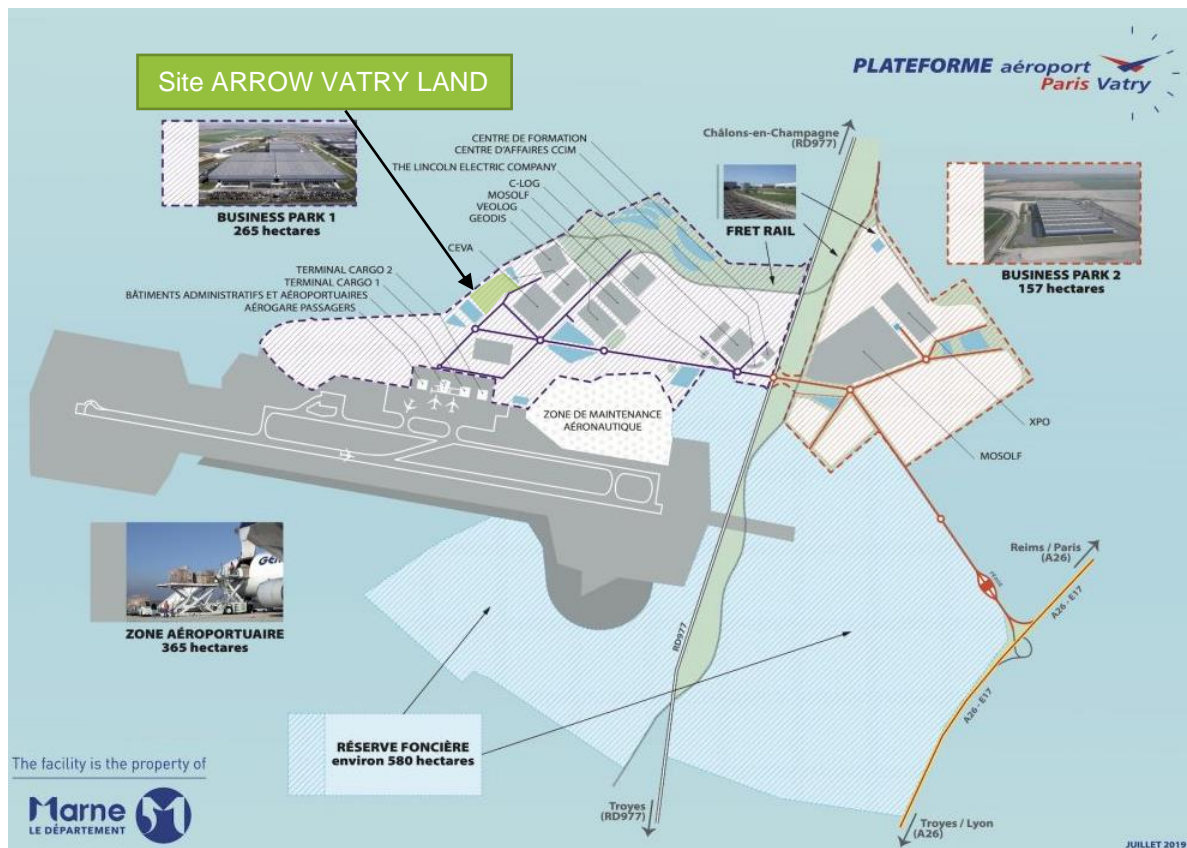 Site ARROW VATRY LAND
PLATEFORME aéroport
Paris Vatry
Châlons-en-Champagne
(RD977)
CENTRE DE FORMATION
CENTRE D'AFFAIRES CCIM
THE LINCOLN ELECTRIC COMPANY
C-LOG
MOSOLF
VEOLOG
GEODIS
CEVA
BUSINESS PARK 1
265 hectares
FRET RAIL
BUSINESS PARK 2
157 hectares
TERMINAL CARGO 2
TERMINAL CARGO 1
BÂTIMENTS ADMINISTRATIFS ET AÉROPORTUAIRES
AÉROGARE PASSAGERS
ZONE DE MAINTENANCE
AÉRONAUTIQUE
XPO
MOSOLF
Reims / Paris
(A26)
PÉAGE
A26 - E17
ZONE AÉROPORTUAIRE
365 hectares
RD977
A26 - E17
RÉSERVE FONCIÈRE
environ 580 hectares
The facility is the property of
Marne
LE DÉPARTEMENT
51
Troyes
(RD977)
Troyes / Lyon
(A26)
JUILLET 2019